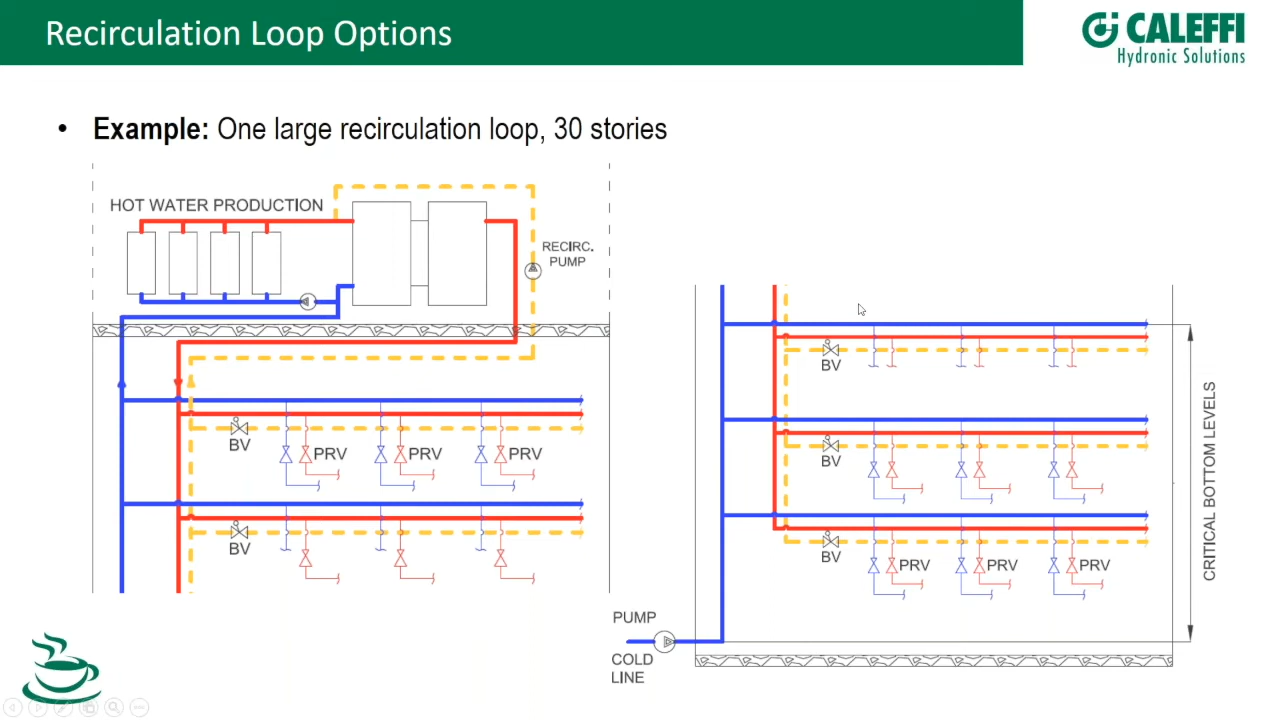 Recirculation Loop Options
CALEFFI
Hydronic Solutions
• Example: One large recirculation loop, 30 stories
HOT WATER PRODUCTION
RECIRC.
PUMP
BV
PRV
PRV
PRV
BV
BV
BV
BV
PRV
PRV
PRV
CRITICAL BOTTOM LEVELS
PUMP
COLD
LINE